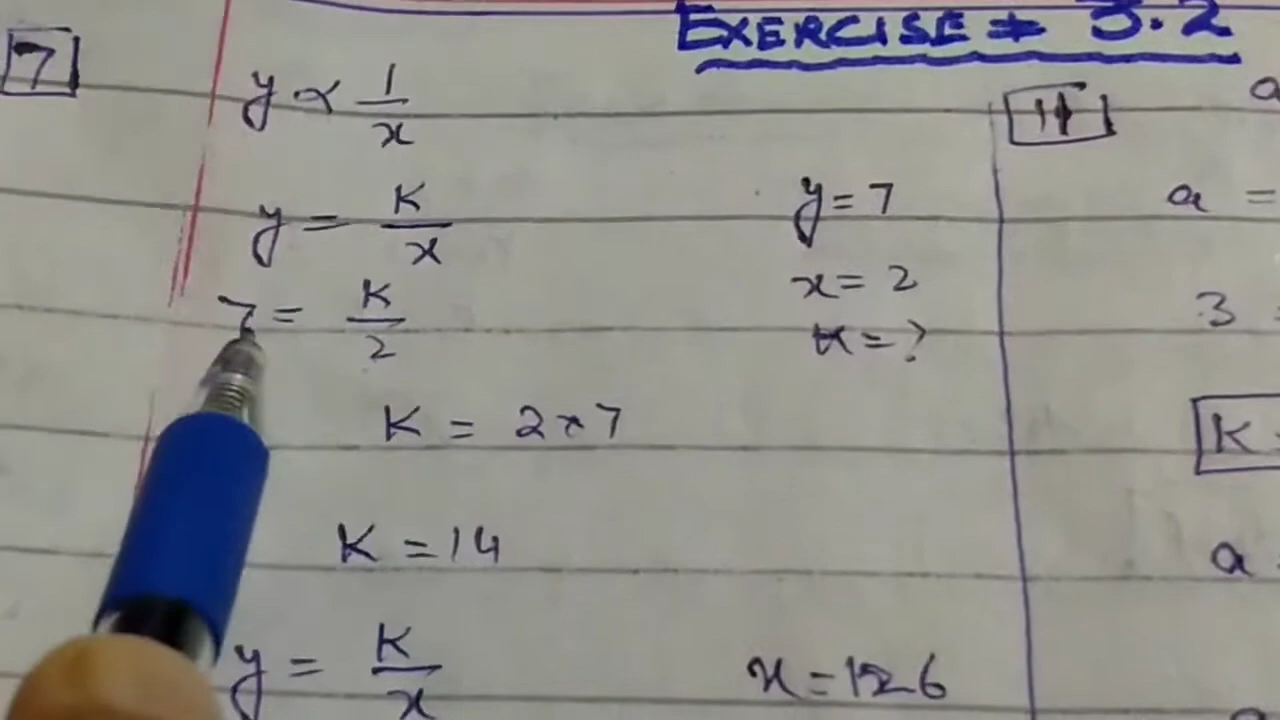 EXERCISE ⇒ 3.2
7
y ∝ 1/x
y = K/x
y = 7
7 = K/2
x = 2
K = ?
K = 2×7
K = 14
y = K/x
x = 126
11
a
a =
3
K
a